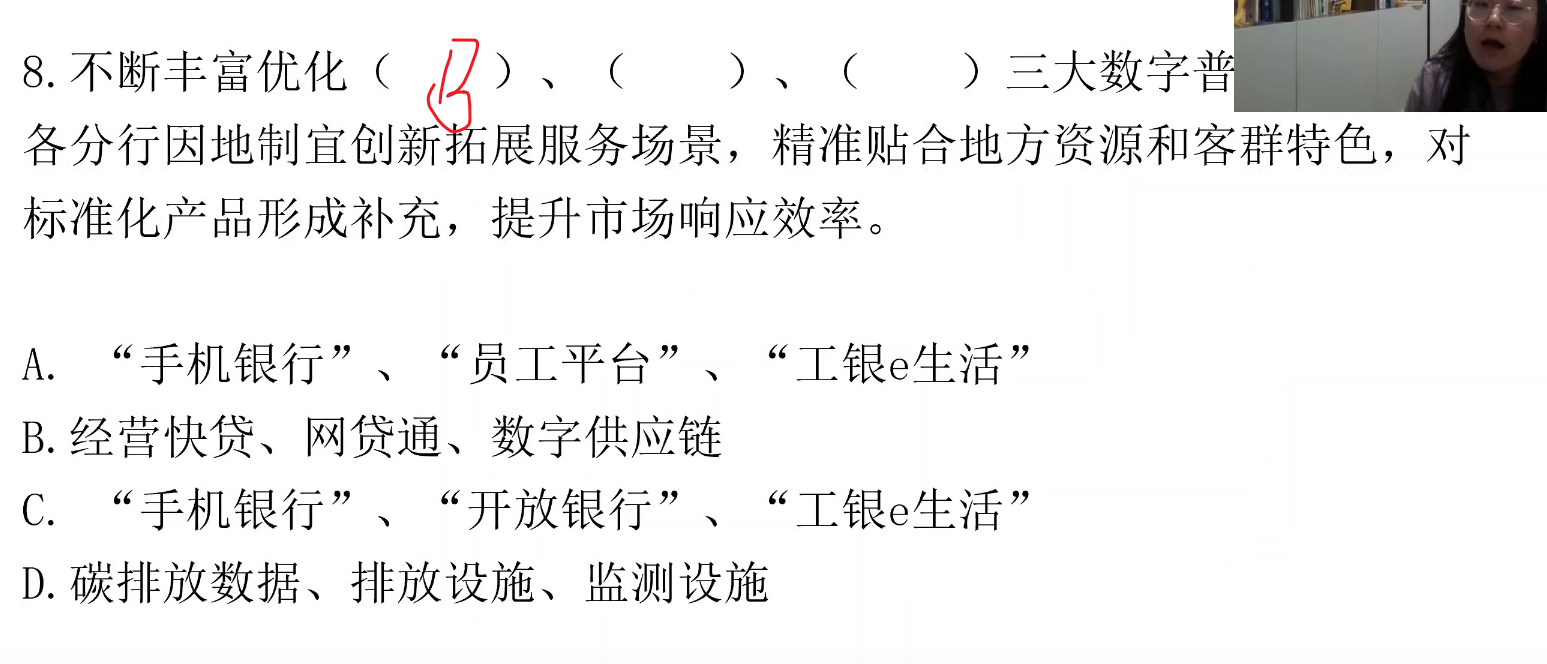 8. 不断丰富优化（ B ）、（ ）、（ ）三大数字普
各分行因地制宜创新拓展服务场景，精准贴合地方资源和客群特色，对
标准化产品形成补充，提升市场响应效率。
A. “手机银行”、“员工平台”、“工银e生活”
B. 经营快贷、网贷通、数字供应链
C. “手机银行”、“开放银行”、“工银e生活”
D. 碳排放数据、排放设施、监测设施